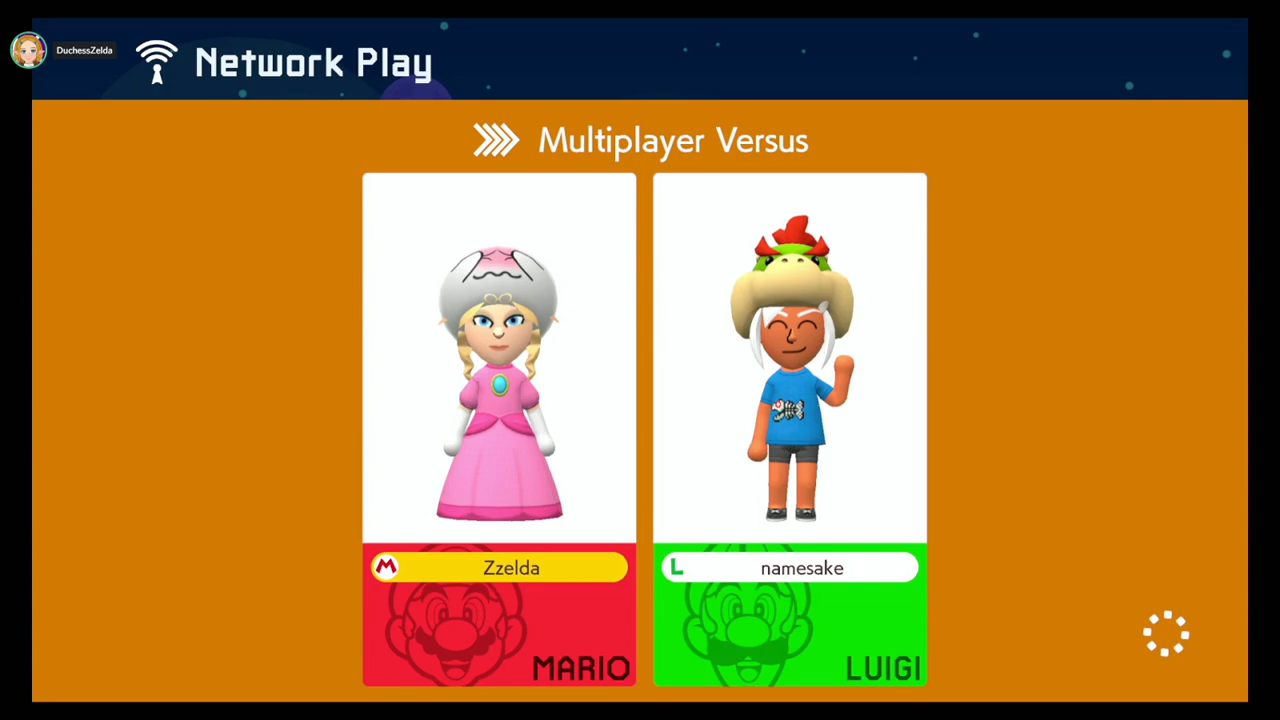 DuchessZelda
Network Play
Multiplayer Versus
M Zzelda
MARIO
L namesake
LUIGI